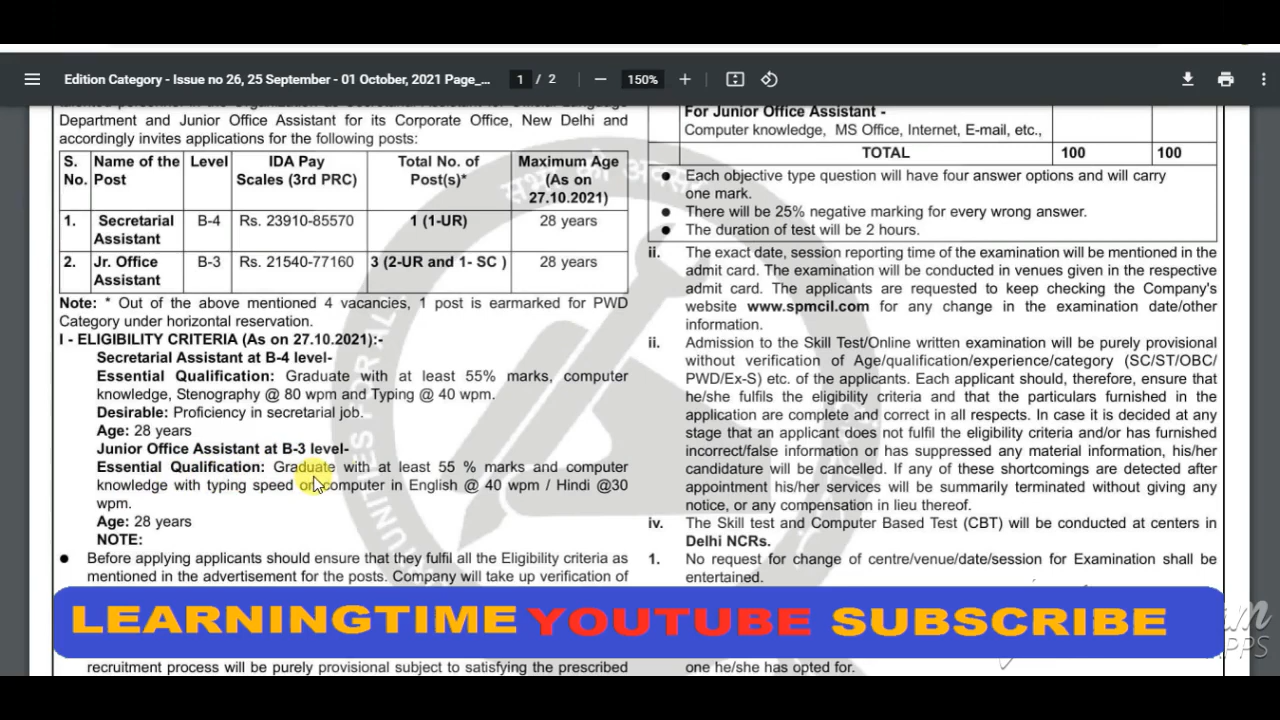 Edition Category - Issue no 26, 25 September - 01 October, 2021 Page_...
1 / 2
150%
Department and Junior Office Assistant for its Corporate Office, New Delhi and
accordingly invites applications for the following posts:
S. No. Name of the Post Level IDA Pay Scales (3rd PRC) Total No. of Post(s)* Maximum Age (As on 27.10.2021)
1. Secretarial Assistant B-4 Rs. 23910-85570 1 (1-UR) 28 years
2. Jr. Office Assistant B-3 Rs. 21540-77160 3 (2-UR and 1- SC ) 28 years
Note: * Out of the above mentioned 4 vacancies, 1 post is earmarked for PWD
Category under horizontal reservation.
I - ELIGIBILITY CRITERIA (As on 27.10.2021):-
Secretarial Assistant at B-4 level-
Essential Qualification: Graduate with at least 55% marks, computer
knowledge, Stenography @ 80 wpm and Typing @ 40 wpm.
Desirable: Proficiency in secretarial job.
Age: 28 years
Junior Office Assistant at B-3 level-
Essential Qualification: Graduate with at least 55 % marks and computer
knowledge with typing speed on computer in English @ 40 wpm / Hindi @30
wpm.
Age: 28 years
NOTE:
● Before applying applicants should ensure that they fulfil all the Eligibility criteria as
mentioned in the advertisement for the posts. Company will take up verification of
recruitment process will be purely provisional subject to satisfying the prescribed
For Junior Office Assistant -
Computer knowledge, MS Office, Internet, E-mail, etc.,
TOTAL 100 100
● Each objective type question will have four answer options and will carry
one mark.
● There will be 25% negative marking for every wrong answer.
● The duration of test will be 2 hours.
ii. The exact date, session reporting time of the examination will be mentioned in the
admit card. The examination will be conducted in venues given in the respective
admit card. The applicants are requested to keep checking the Company's
website www.spmcil.com for any change in the examination date/other
information.
ii. Admission to the Skill Test/Online written examination will be purely provisional
without verification of Age/qualification/experience/category (SC/ST/OBC/
PWD/Ex-S) etc. of the applicants. Each applicant should, therefore, ensure that
he/she fulfils the eligibility criteria and that the particulars furnished in the
application are complete and correct in all respects. In case it is decided at any
stage that an applicant does not fulfil the eligibility criteria and/or has furnished
incorrect/false information or has suppressed any material information, his/her
candidature will be cancelled. If any of these shortcomings are detected after
appointment his/her services will be summarily terminated without giving any
notice, or any compensation in lieu thereof.
iv. The Skill test and Computer Based Test (CBT) will be conducted at centers in
Delhi NCRs.
1. No request for change of centre/venue/date/session for Examination shall be
entertained.
one he/she has opted for.
LEARNINGTIME YOUTUBE SUBSCRIBE